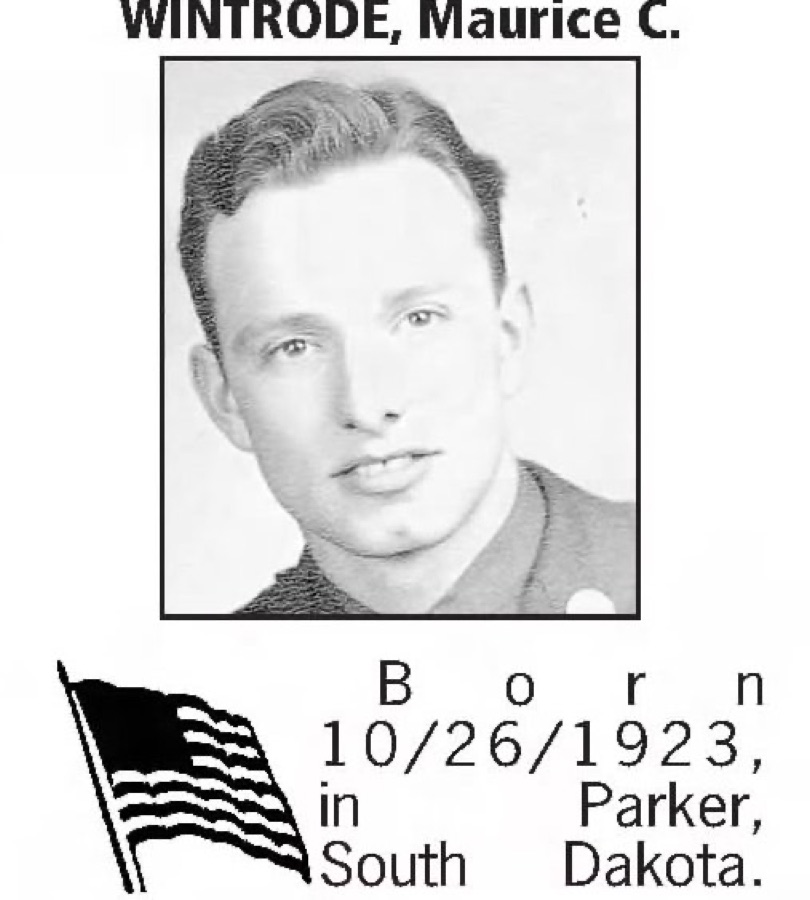 WINTRODE, Maurice C.
Born
10/26/1923,
in Parker,
South Dakota.